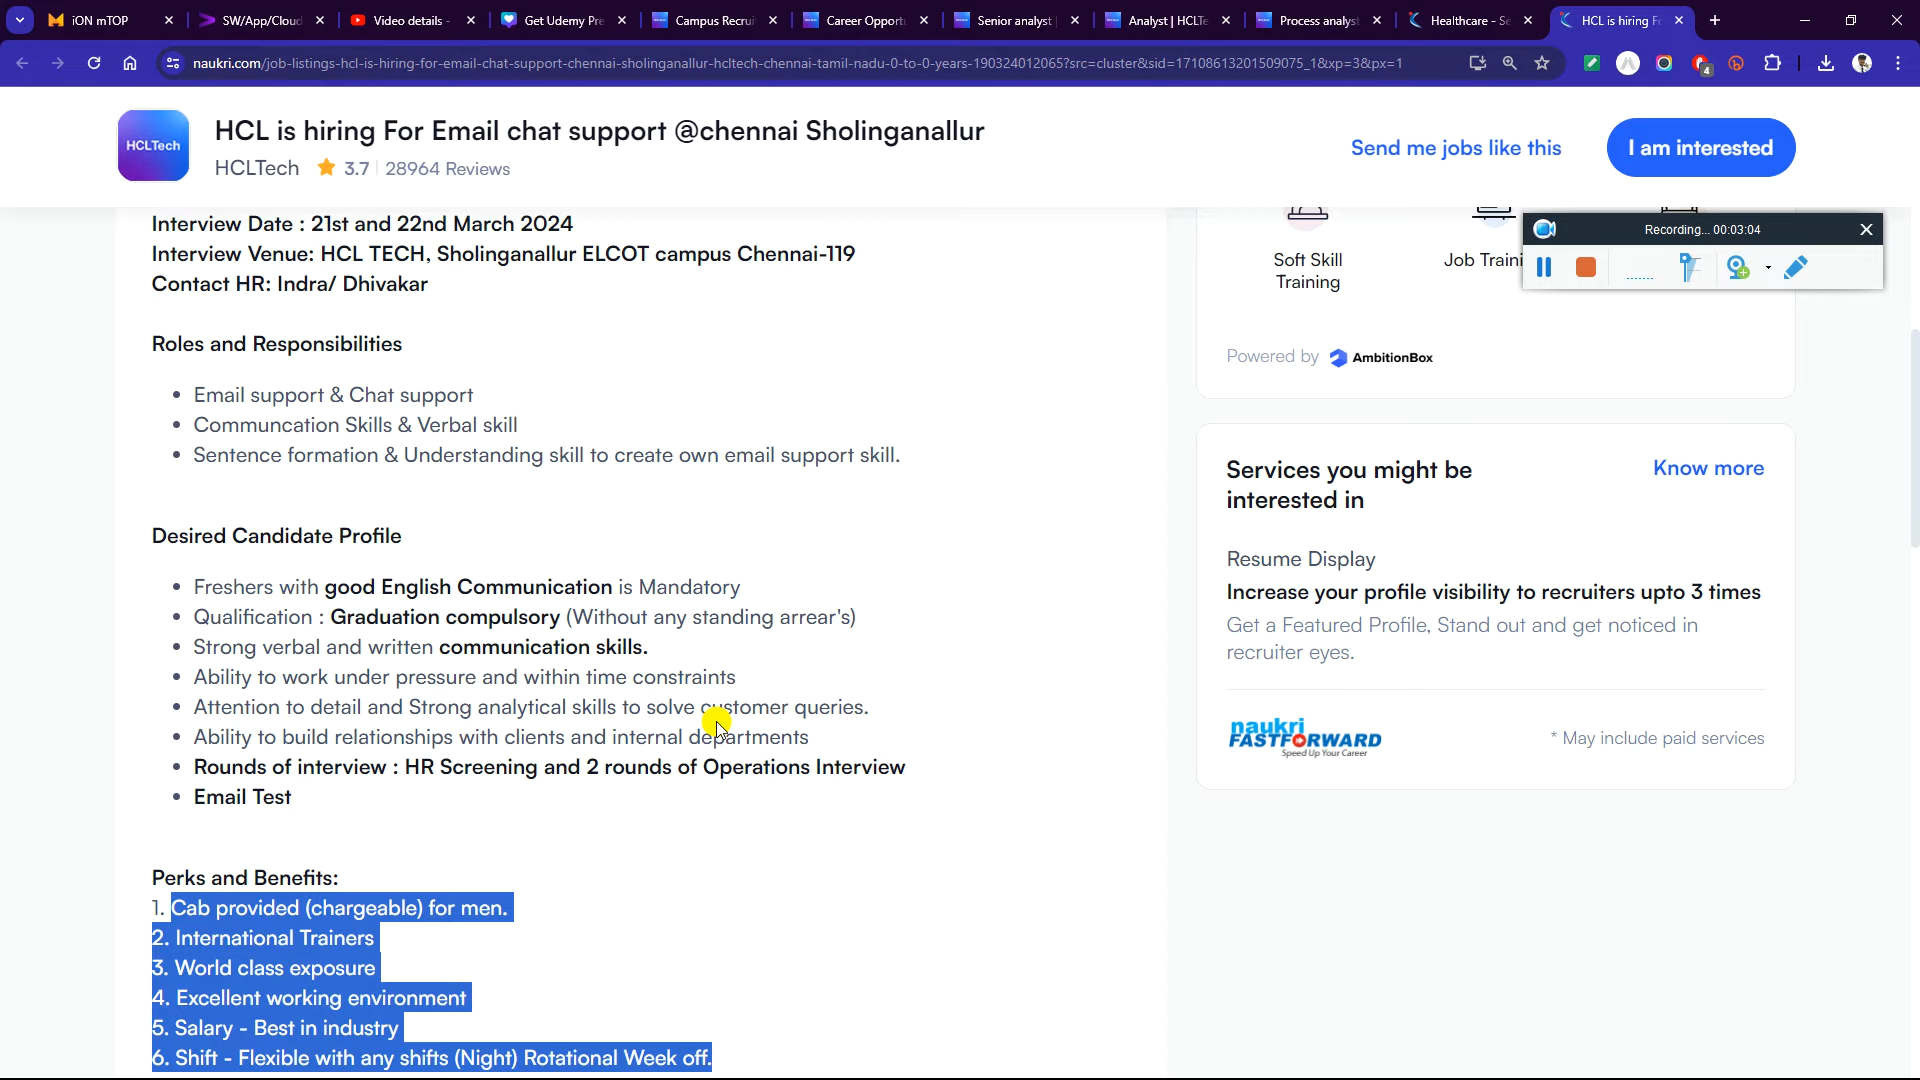 iON mTOP
SW/App/Cloud
Video details -
Get Udemy Pre
Campus Recrui
Career Opport
Senior analyst
Analyst | HCLTe
Process analys
Healthcare - Se
HCL is hiring F
naukri.com/job-listings-hcl-is-hiring-for-email-chat-support-chennai-sholinganallur-hcltech-chennai-tamil-nadu-0-to-0-years-190324012065?src=cluster&sid=17108613201509075_1&xp=3&px=1
4
HCLTech
HCL is hiring For Email chat support @chennai Sholinganallur
HCLTech 3.7 28964 Reviews
Send me jobs like this
I am interested
Recording... 00:03:04
Interview Date : 21st and 22nd March 2024
Interview Venue: HCL TECH, Sholinganallur ELCOT campus Chennai-119
Contact HR: Indra/ Dhivakar
Roles and Responsibilities
Email support & Chat support
Communcation Skills & Verbal skill
Sentence formation & Understanding skill to create own email support skill.
Desired Candidate Profile
Freshers with good English Communication is Mandatory
Qualification : Graduation compulsory (Without any standing arrear's)
Strong verbal and written communication skills.
Ability to work under pressure and within time constraints
Attention to detail and Strong analytical skills to solve customer queries.
Ability to build relationships with clients and internal departments
Rounds of interview : HR Screening and 2 rounds of Operations Interview
Email Test
Perks and Benefits:
1. Cab provided (chargeable) for men.
2. International Trainers
3. World class exposure
4. Excellent working environment
5. Salary - Best in industry
6. Shift - Flexible with any shifts (Night) Rotational Week off.
Soft Skill
Training
Job Traini
Powered by AmbitionBox
Services you might be
interested in
Know more
Resume Display
Increase your profile visibility to recruiters upto 3 times
Get a Featured Profile, Stand out and get noticed in
recruiter eyes.
naukri
FASTFORWARD
Speed Up Your Career
* May include paid services